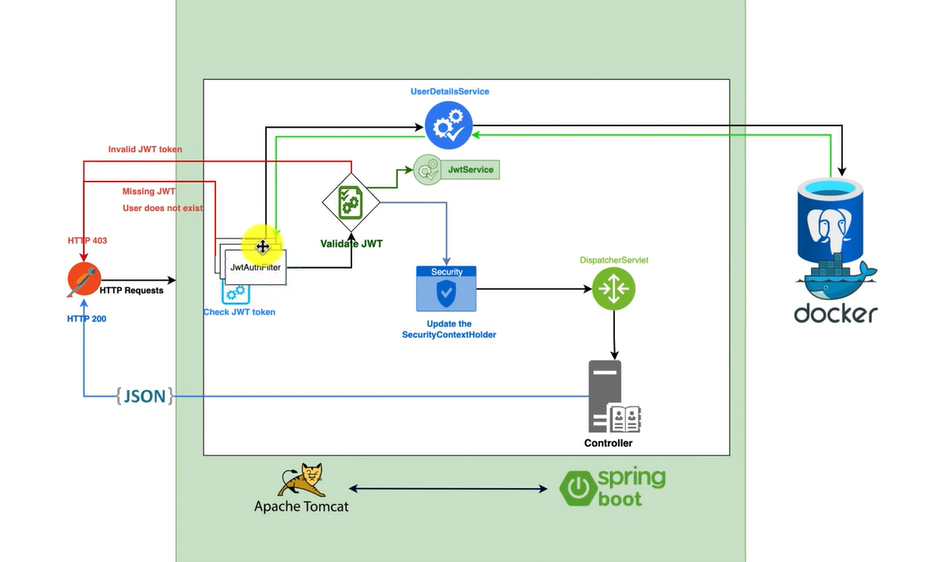 UserDetailsService
Invalid JWT token
JwtService
Missing JWT
User does not exist
Validate JWT
HTTP 403
JwtAuthFilter
DispatcherServlet
Security
HTTP Requests
Check JWT token
HTTP 200
Update the
SecurityContextHolder
docker
{JSON}
Controller
Apache Tomcat
spring
boot